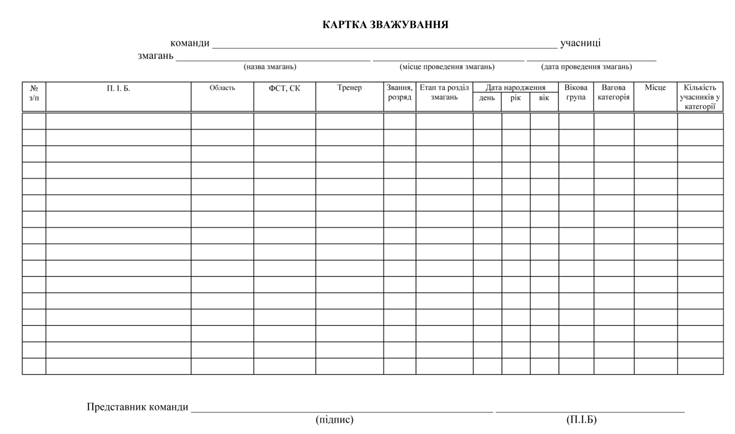 КАРТКА ЗВАЖУВАННЯ
команди учасниці
змагань
(назва змагань) (місце проведення змагань) (дата проведення змагань)
№ з/п
П. І. Б.
Область
ФСТ, СК
Тренер
Звання, розряд
Етап та розділ змагань
Дата народження
день рік вік
Вікова група
Вагова категорія
Місце
Кількість учасників у категорії
Представник команди
(підпис) (П.І.Б)